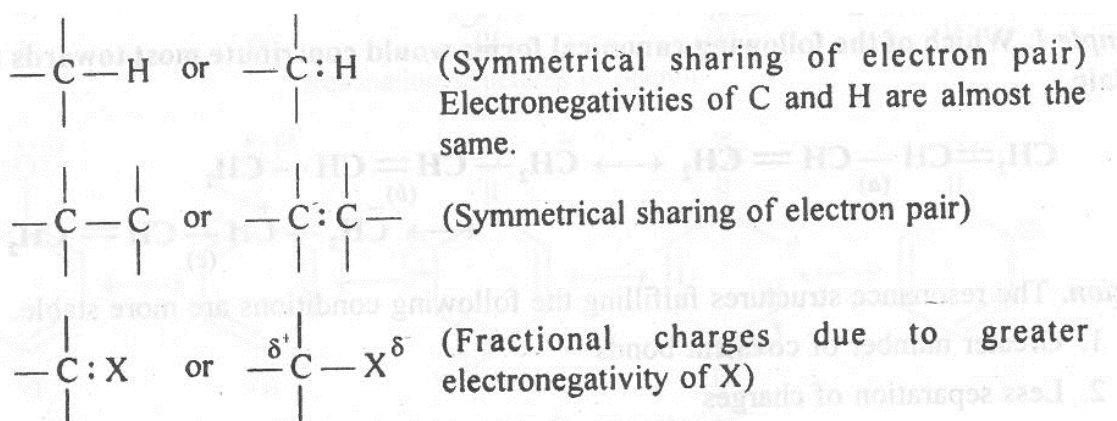 —C—H or —C:H (Symmetrical sharing of electron pair)
Electronegativities of C and H are almost the
same.
—C—C or —C:C— (Symmetrical sharing of electron pair)
—C:X or δ+ —C—X δ- (Fractional charges due to greater
electronegativity of X)